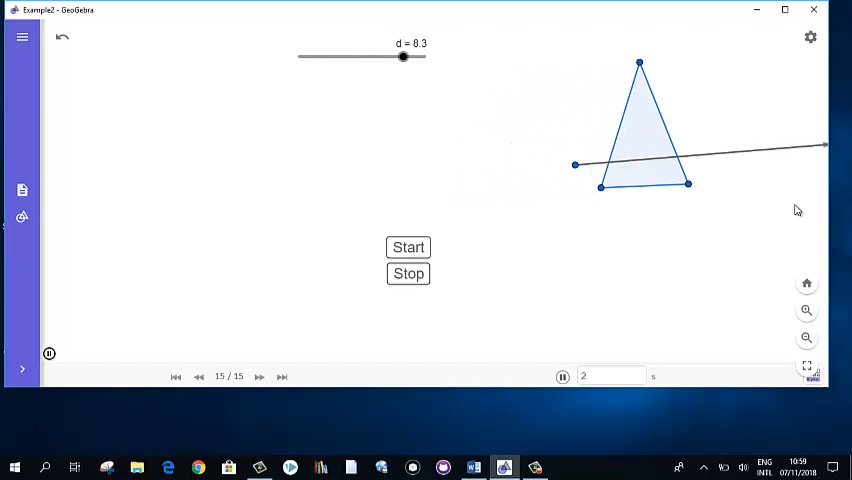 Example2 - GeoGebra
d = 8.3
Start
Stop
15 / 15
2
s
ENG
INTL
10:59
07/11/2018